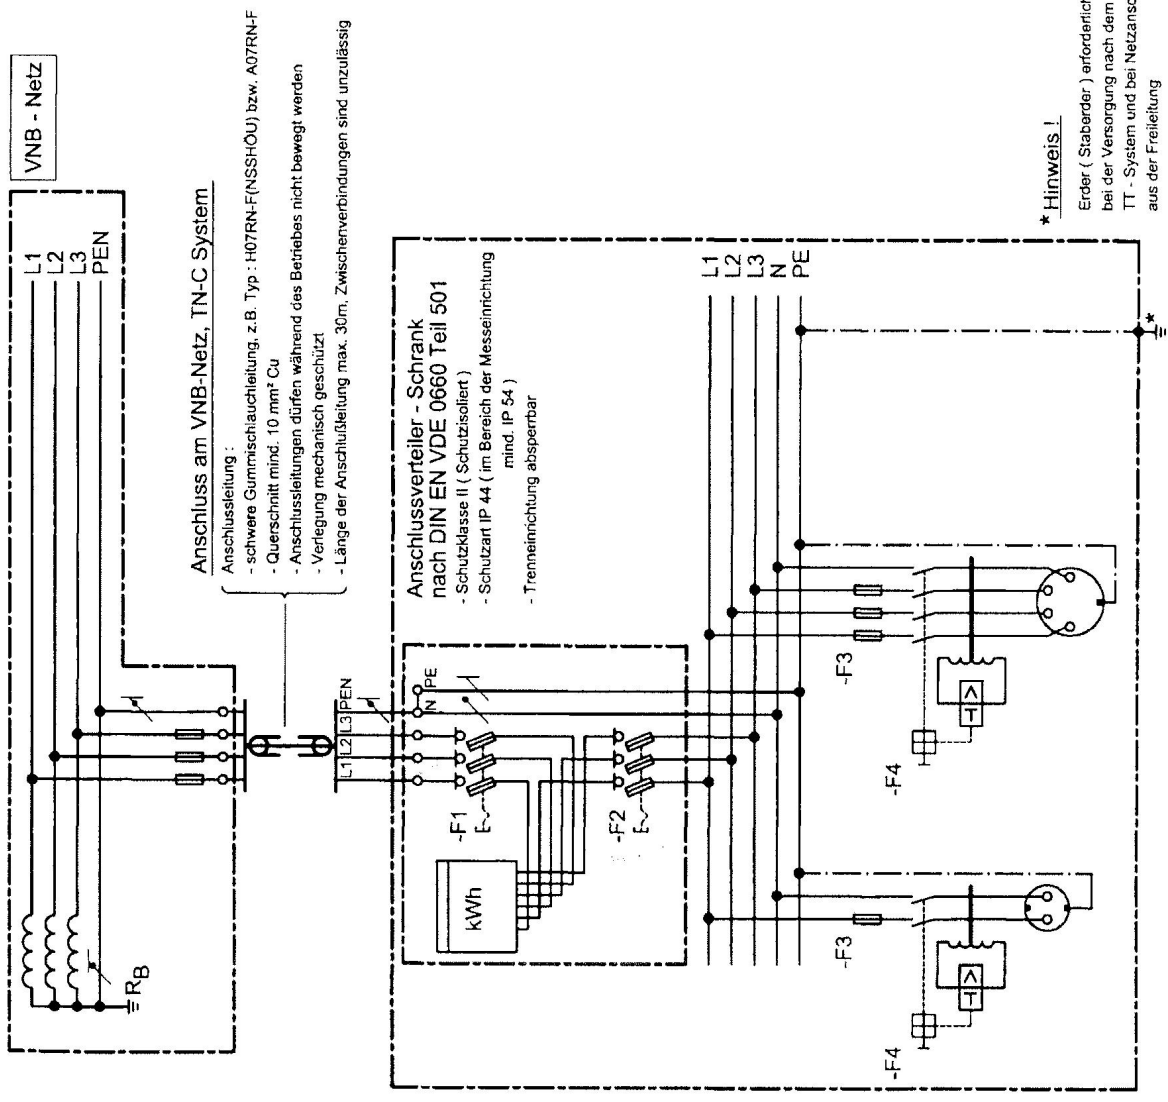 VNB - Netz
L1
L2
L3
PEN
R_B
Anschluss am VNB-Netz, TN-C System
Anschlussleitung :
- schwere Gummischlauchleitung, z.B. Typ : H07RN-F(NSSHÖU) bzw. A07RN-F
- Querschnitt mind. 10 mm² Cu
- Anschlussleitungen dürfen während des Betriebes nicht bewegt werden
- Verlegung mechanisch geschützt
- Länge der Anschlußleitung max. 30m, Zwischenverbindungen sind unzulässig
L1
L2
L3
PEN
N
PE
Anschlussverteiler - Schrank
nach DIN EN VDE 0660 Teil 501
- Schutzklasse II ( Schutzisoliert )
- Schutzart IP 44 ( im Bereich der Messeinrichtung
mind. IP 54 )
- Trenneinrichtung absperrbar
kWh
-F1
-F2
L1
L2
L3
N
PE
-F3
-F3
-F4
-F4
T
>
T
>
* Hinweis !
Erder ( Staberder ) erforderlich
bei der Versorgung nach dem
TT - System und bei Netzansc
aus der Freileitung
*